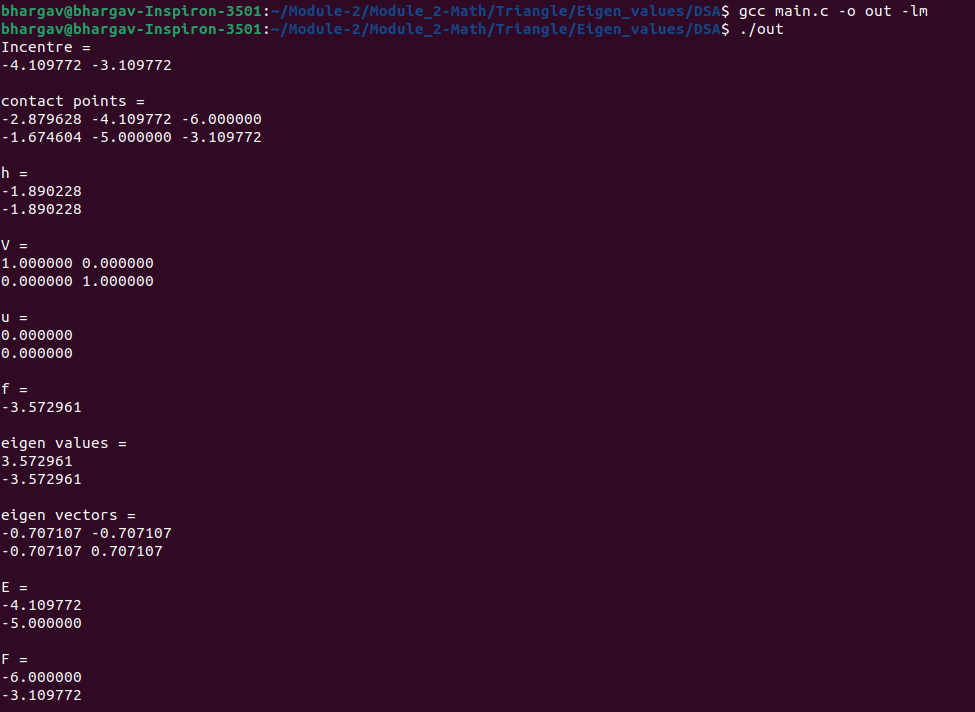 bhargav@bhargav-Inspiron-3501:~/Module-2/Module_2-Math/Triangle/Eigen_values/DSA$ gcc main.c -o out -lm
bhargav@bhargav-Inspiron-3501:~/Module-2/Module_2-Math/Triangle/Eigen_values/DSA$ ./out
Incentre =
-4.109772 -3.109772
contact points =
-2.879628 -4.109772 -6.000000
-1.674604 -5.000000 -3.109772
h =
-1.890228
-1.890228
V =
1.000000 0.000000
0.000000 1.000000
u =
0.000000
0.000000
f =
-3.572961
eigen values =
3.572961
-3.572961
eigen vectors =
-0.707107 -0.707107
-0.707107 0.707107
E =
-4.109772
-5.000000
F =
-6.000000
-3.109772